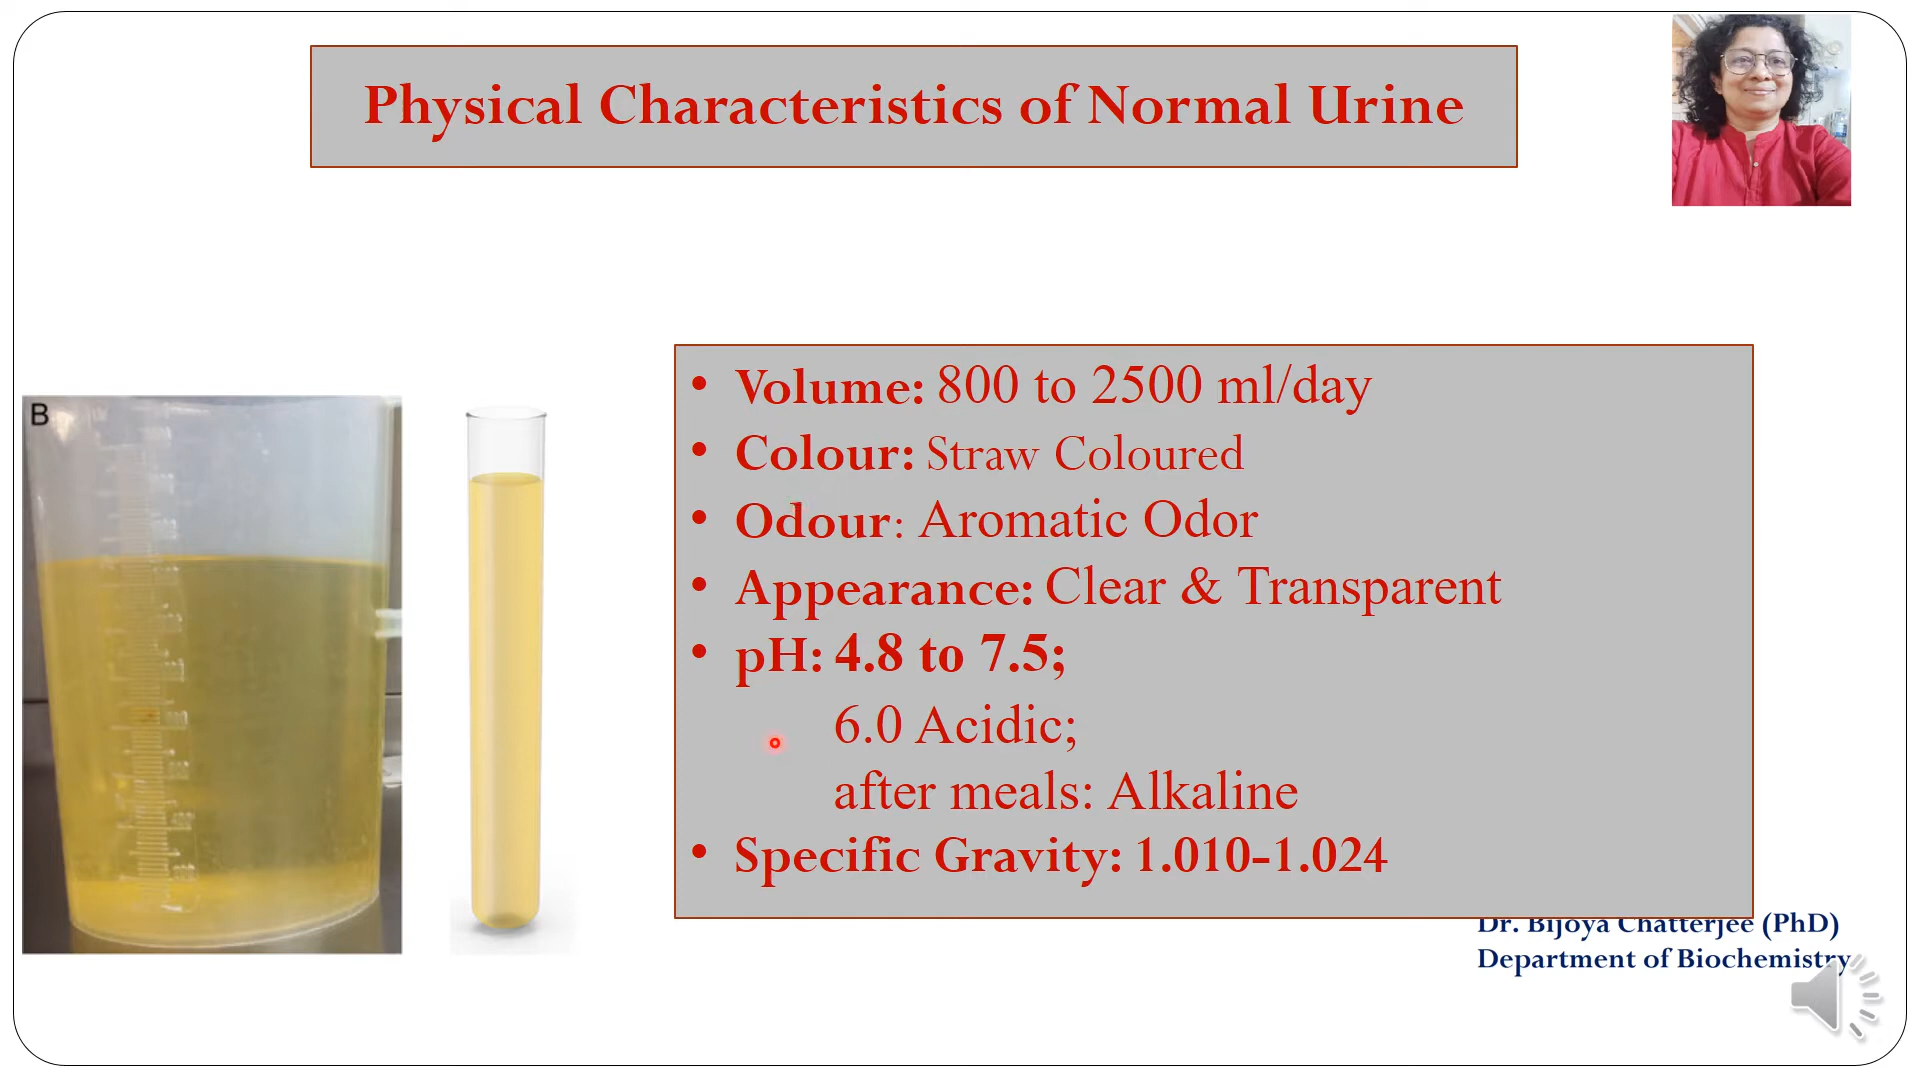 Physical Characteristics of Normal Urine
B
• Volume: 800 to 2500 ml/day
• Colour: Straw Coloured
• Odour: Aromatic Odor
• Appearance: Clear & Transparent
• pH: 4.8 to 7.5;
6.0 Acidic;
after meals: Alkaline
• Specific Gravity: 1.010-1.024
Dr. Bijoya Chatterjee (PhD)
Department of Biochemistry